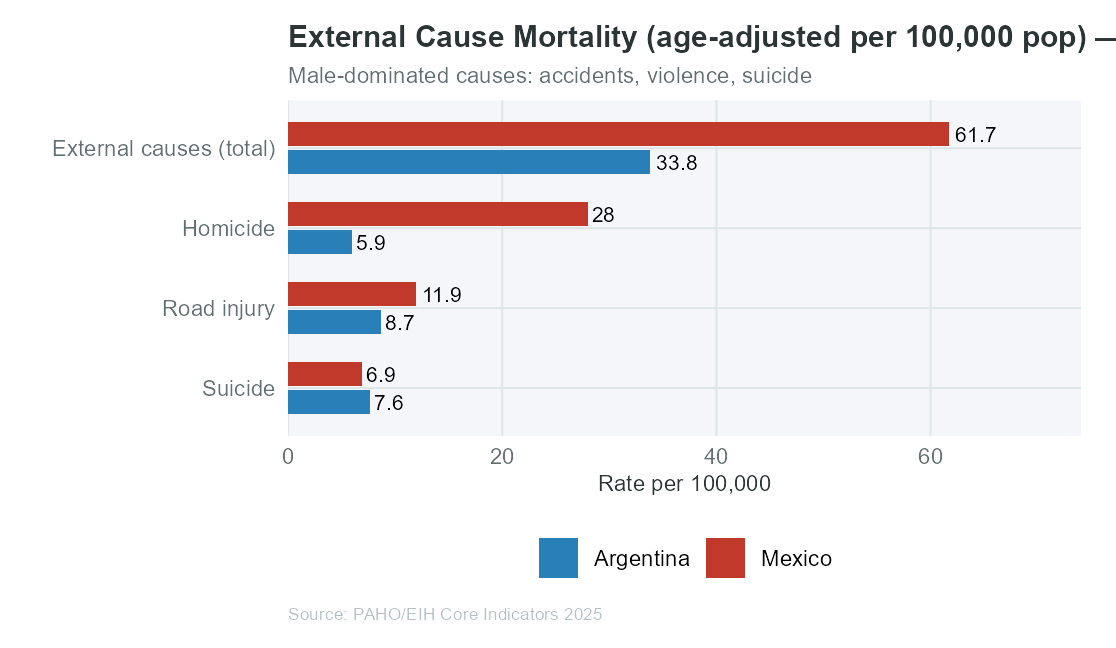 External Cause Mortality (age-adjusted per 100,000 pop) —
Male-dominated causes: accidents, violence, suicide
External causes (total)
61.7
33.8
Homicide
28
5.9
Road injury
11.9
8.7
Suicide
6.9
7.6
0 20 40 60
Rate per 100,000
Argentina Mexico
Source: PAHO/EIH Core Indicators 2025